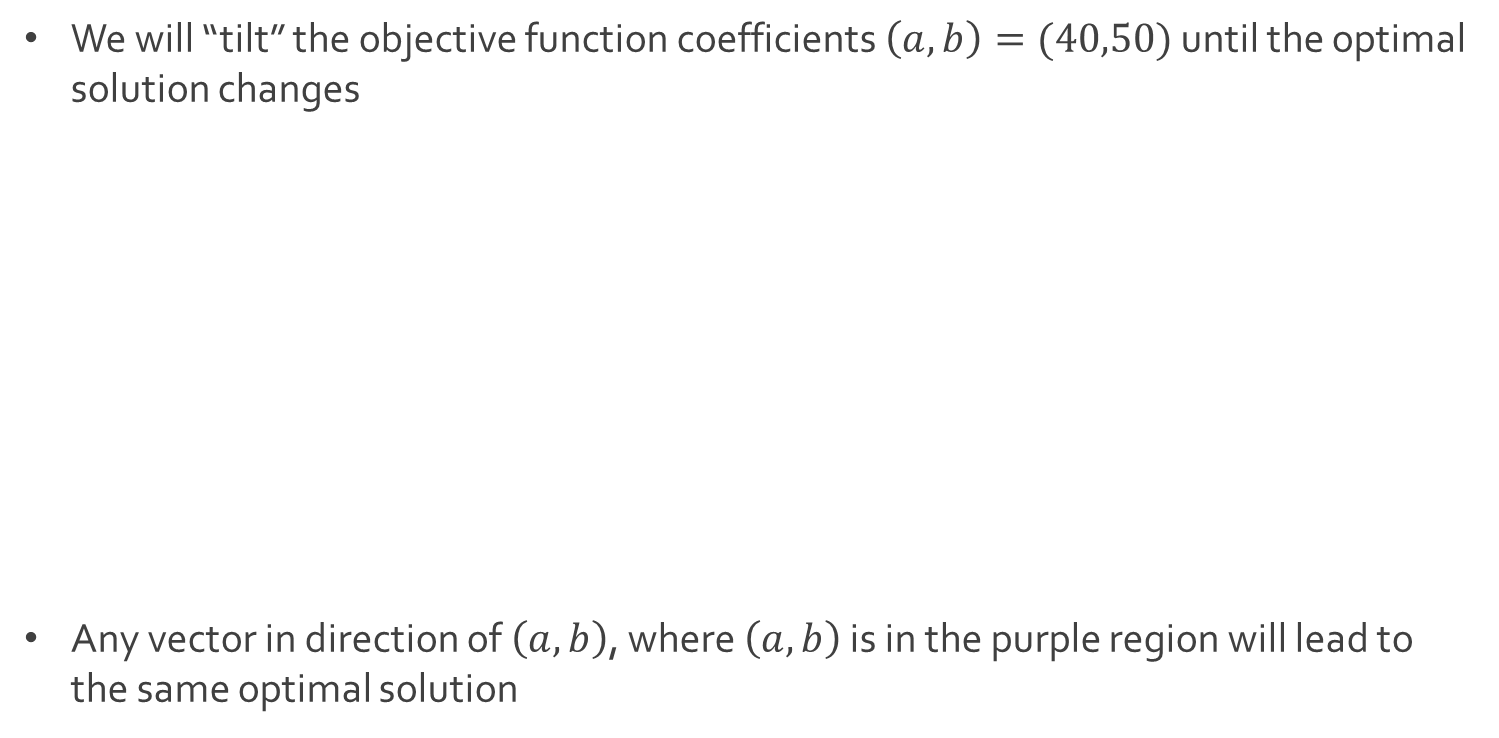 • We will “tilt” the objective function coefficients (a, b) = (40,50) until the optimal
solution changes
• Any vector in direction of (a, b), where (a, b) is in the purple region will lead to
the same optimal solution